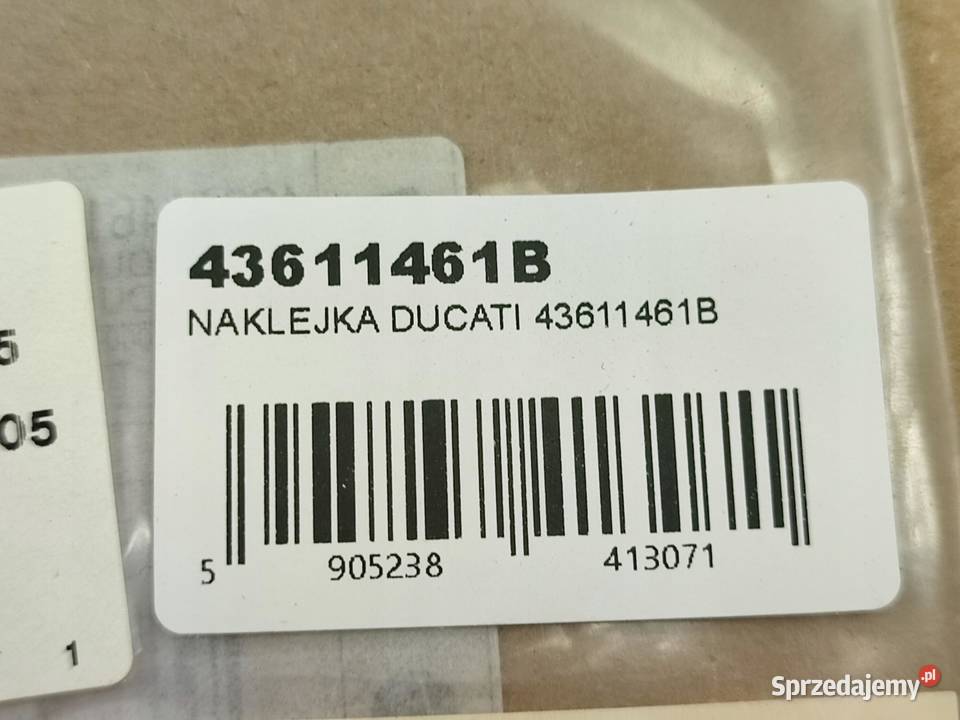 43611461B
NAKLEJKA DUCATI 43611461B
5 905238 413071
5
05
1
Sprzedajemy.pl